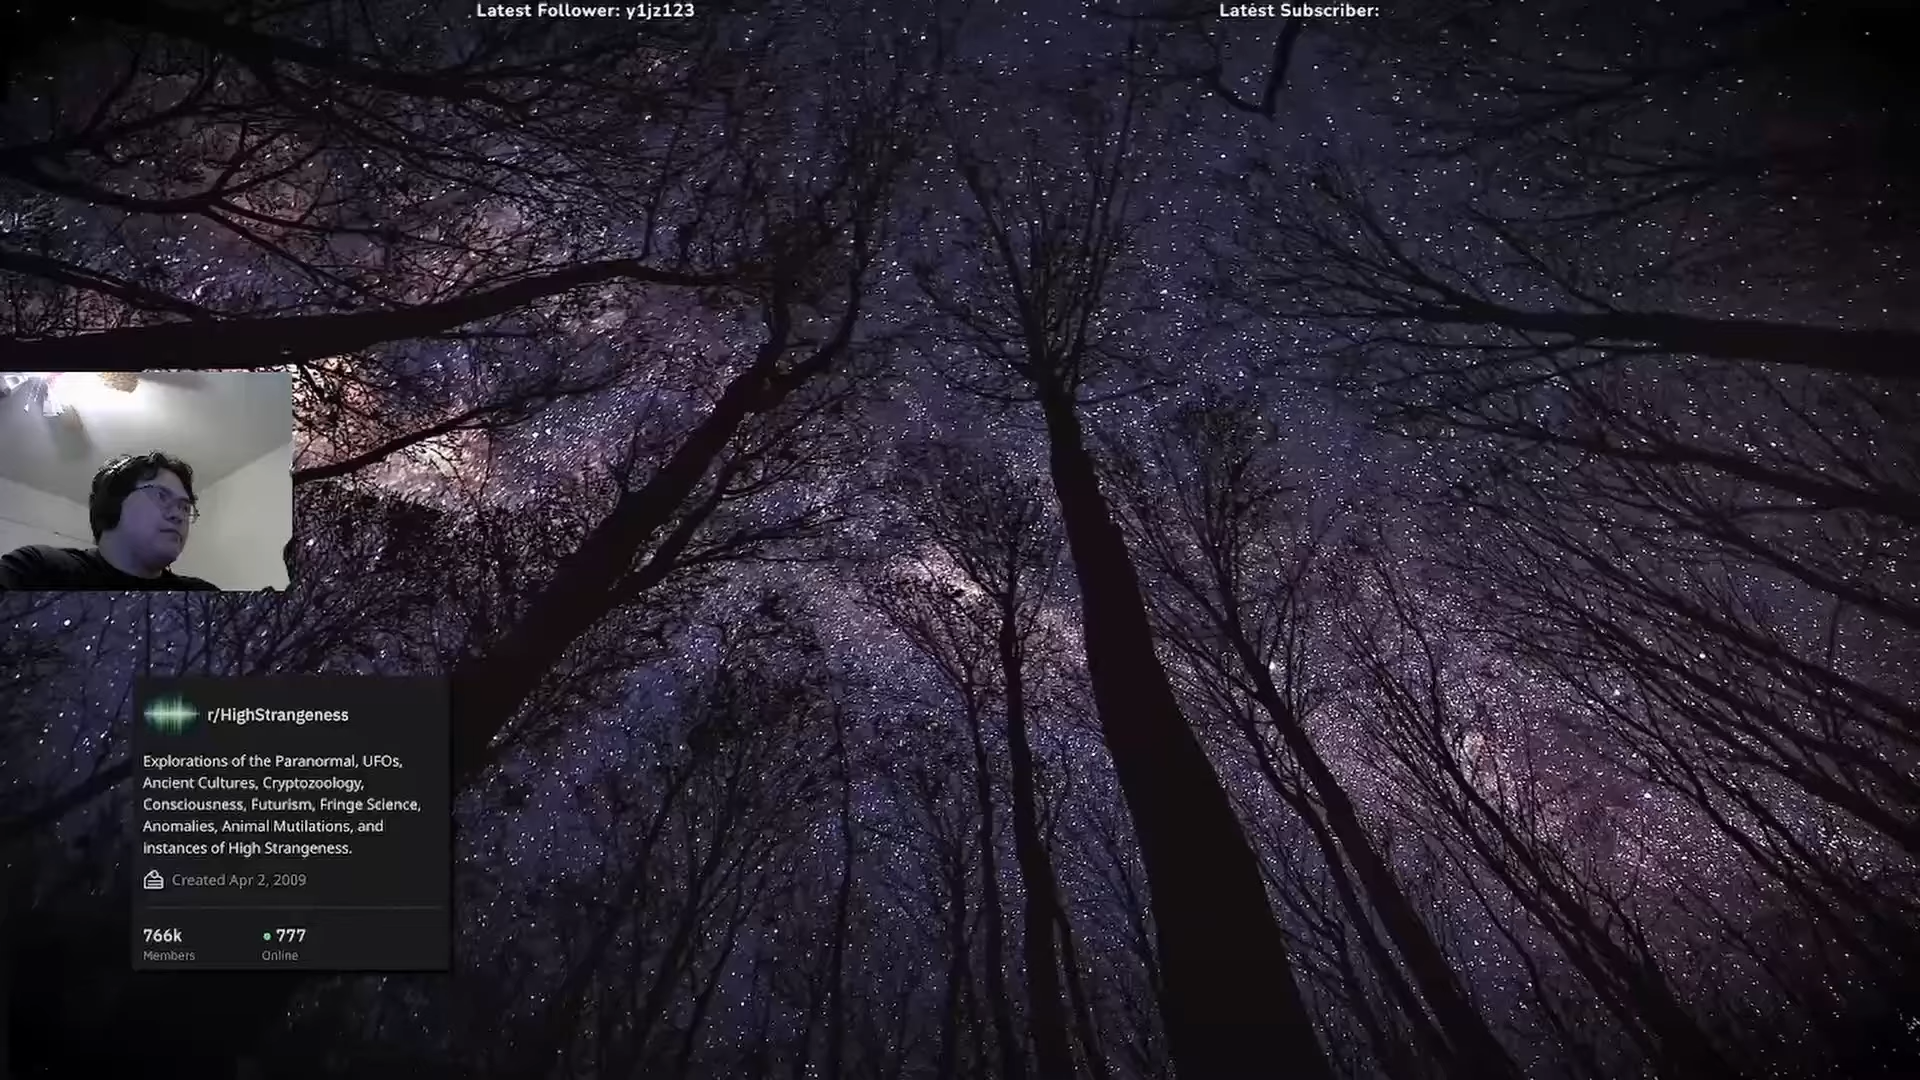 Latest Follower: y1jz123
Latest Subscriber:
r/HighStrangeness
Explorations of the Paranormal, UFOs,
Ancient Cultures, Cryptozoology,
Consciousness, Futurism, Fringe Science,
Anomalies, Animal Mutilations, and
instances of High Strangeness.
Created Apr 2, 2009
766k
777
Members
Online